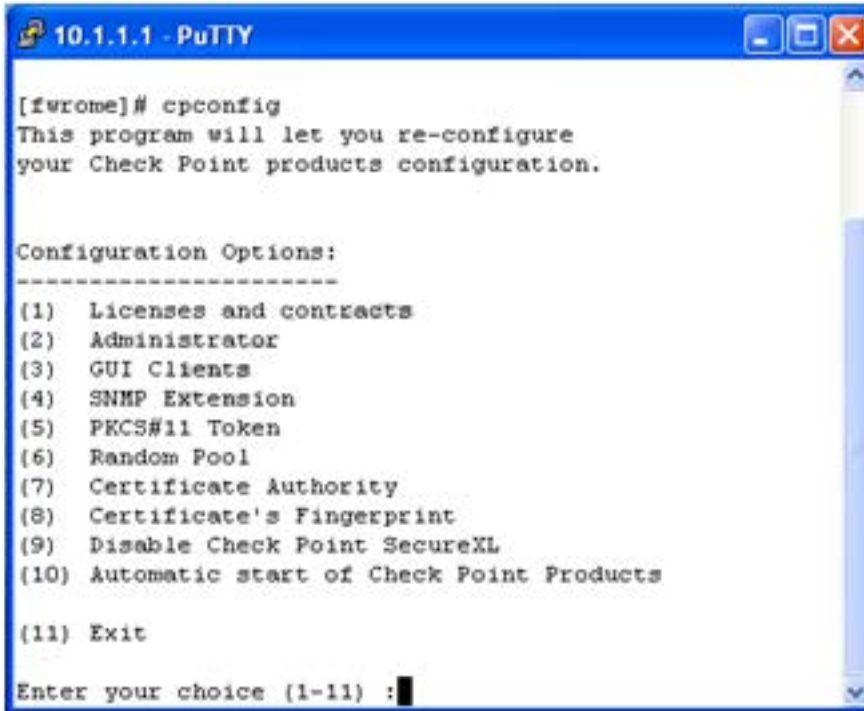 10.1.1.1 - PuTTY
[fwrome]# cpconfig
This program will let you re-configure
your Check Point products configuration.
Configuration Options:
----------------------
(1) Licenses and contracts
(2) Administrator
(3) GUI Clients
(4) SNMP Extension
(5) PKCS#11 Token
(6) Random Pool
(7) Certificate Authority
(8) Certificate's Fingerprint
(9) Disable Check Point SecureXL
(10) Automatic start of Check Point Products
(11) Exit
Enter your choice (1-11) :